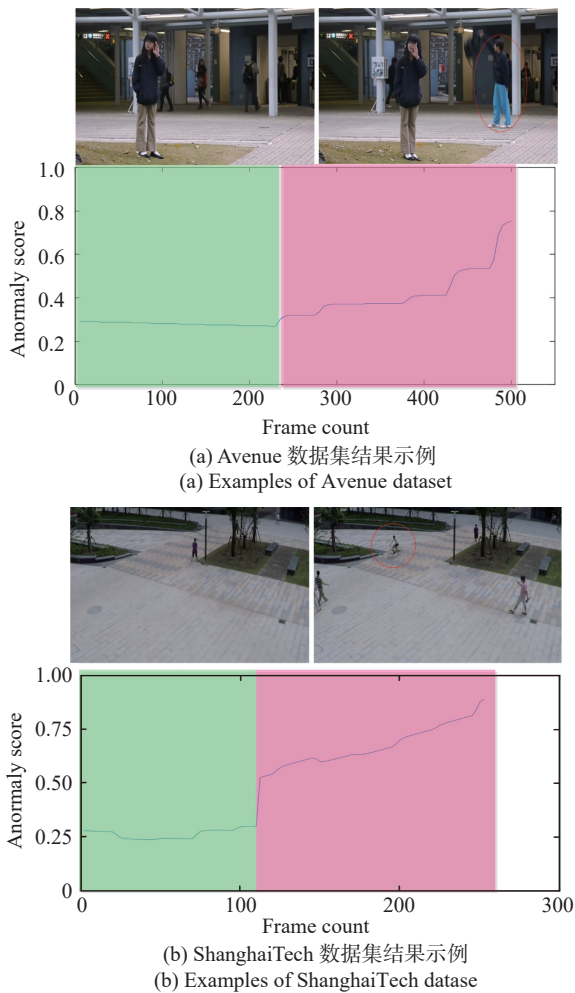 1.0
0.8
0.6
0.4
0.2
0
Anormaly score
100 200 300 400 500
Frame count
(a) Avenue 数据集结果示例
(a) Examples of Avenue dataset
1.00
0.75
0.50
0.25
0
Anormaly score
0 100 200 300
Frame count
(b) ShanghaiTech 数据集结果示例
(b) Examples of ShanghaiTech datase